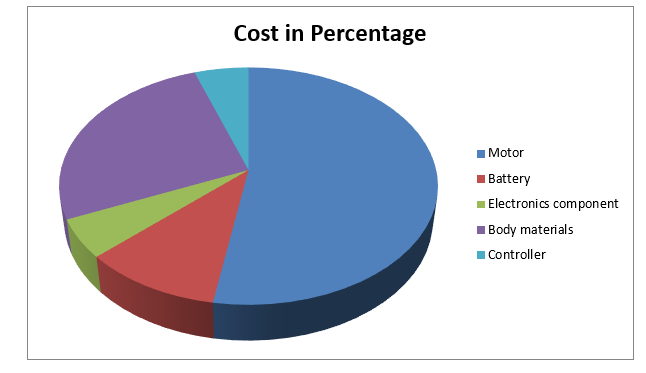 Cost in Percentage
Motor
Battery
Electronics component
Body materials
Controller